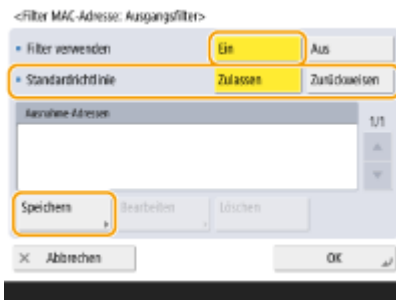 <Filter MAC-Adresse: Ausgangsfilter>
Filter verwenden Ein Aus
Standardrichtlinie Zulassen Zurückweisen
Ausnahme-Adressen
1/1
Speichern Bearbeiten Löschen
× Abbrechen OK